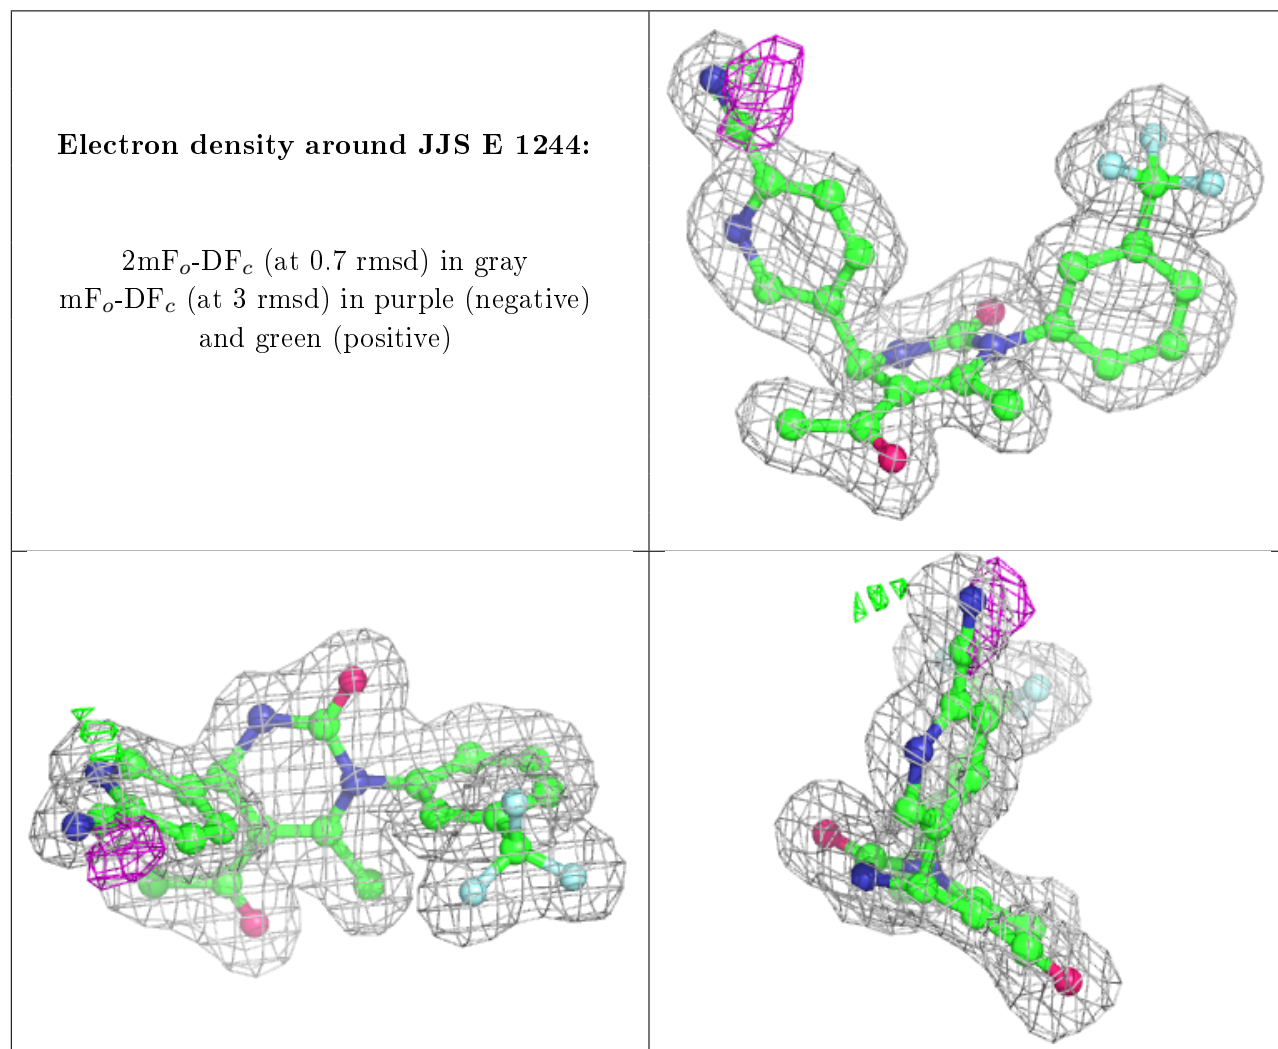 Electron density around JJS E 1244:
2mFo-DFc (at 0.7 rmsd) in gray
mFo-DFc (at 3 rmsd) in purple (negative)
and green (positive)